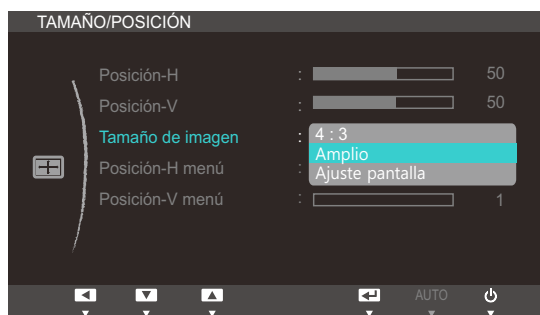 TAMAÑO/POSICIÓN
Posición-H : 50
Posición-V : 50
Tamaño de imagen : 4 : 3
Amplio
Posición-H menú : Ajuste pantalla
Posición-V menú : 1
AUTO